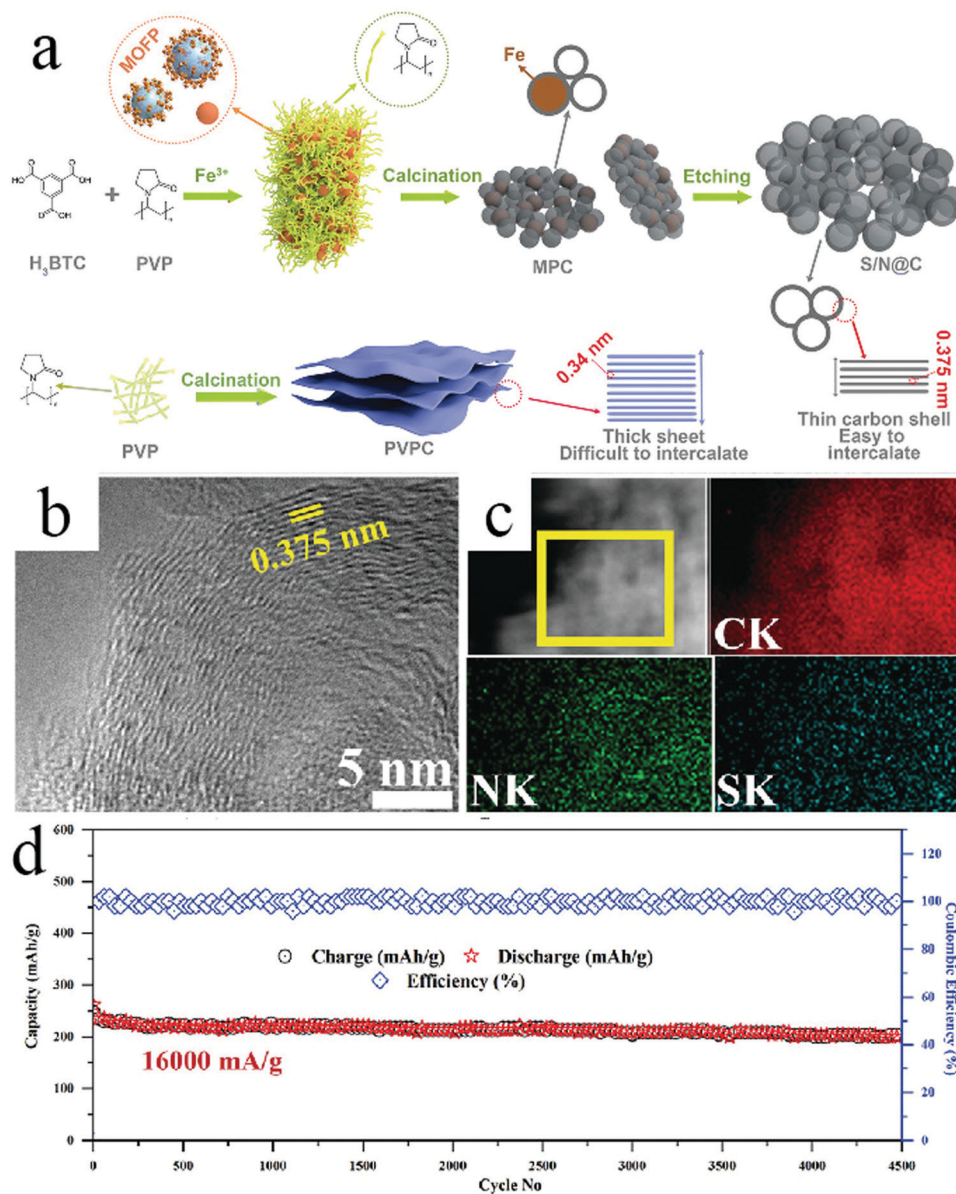 a
MOFP
Fe
Fe³⁺
Calcination
Etching
H₃BTC
+
PVP
MPC
S/N@C
0.34 nm
0.375 nm
Calcination
PVP
PVPC
Thick sheet
Difficult to intercalate
Thin carbon shell
Easy to
intercalate
b
0.375 nm
5 nm
c
CK
NK
SK
d
600
500
400
300
200
100
0
Capacity (mAh/g)
Charge (mAh/g)
Discharge (mAh/g)
Efficiency (%)
16000 mA/g
120
100
80
60
40
20
0
Coulombic Efficiency (%)
0 500 1000 1500 2000 2500 3000 3500 4000 4500
Cycle No